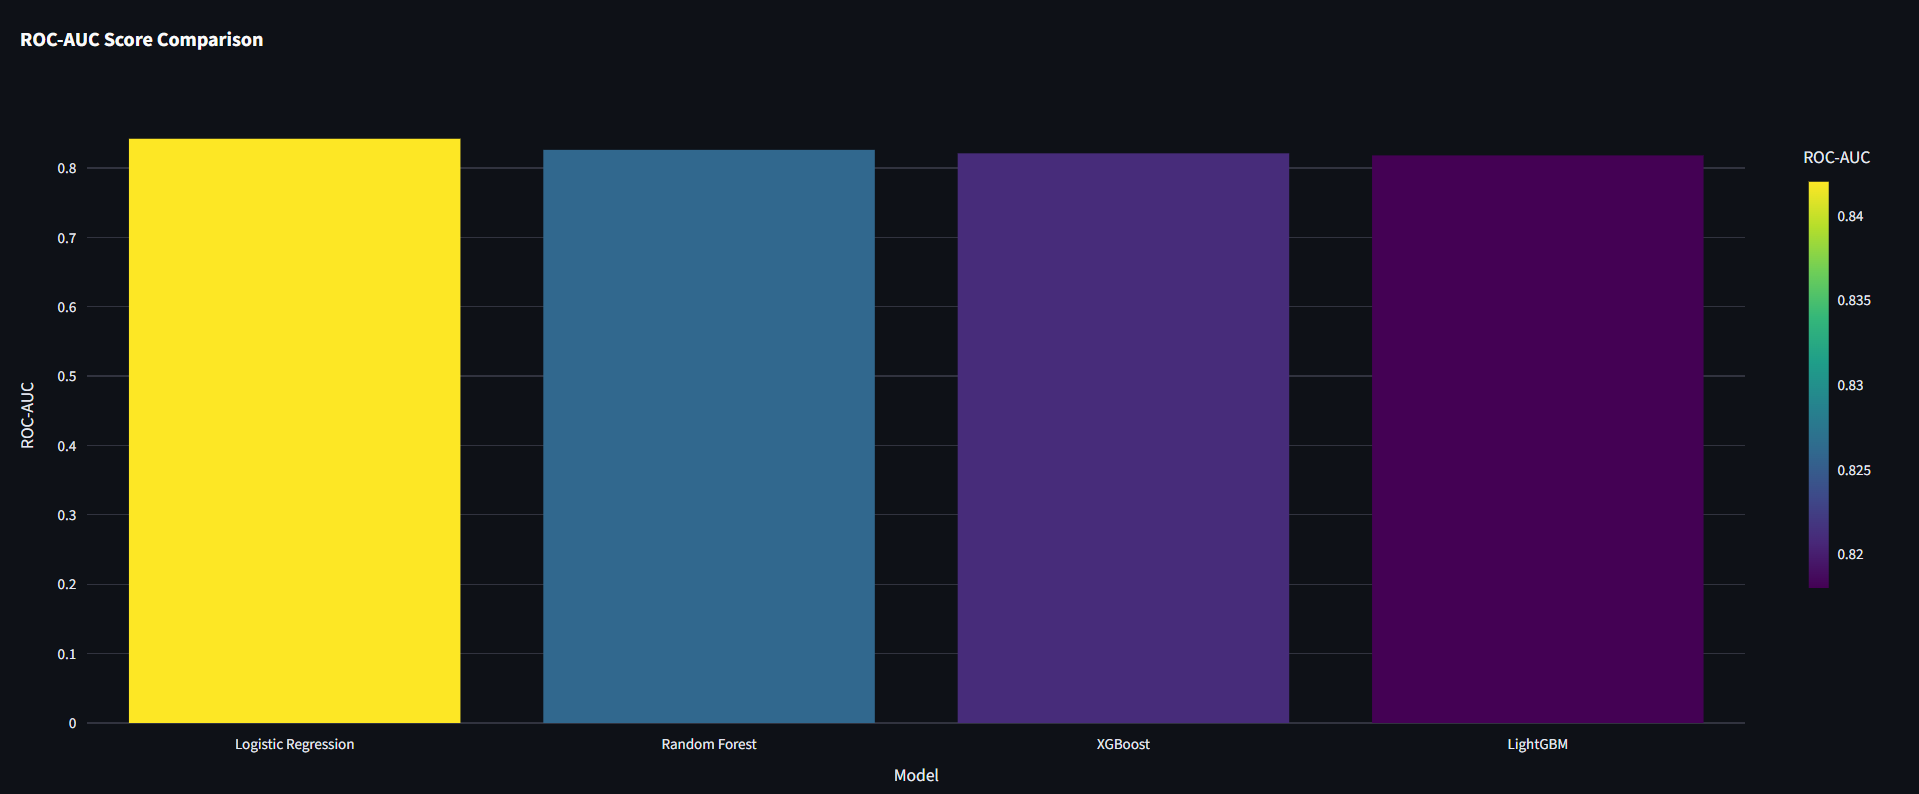 ROC-AUC Score Comparison
ROC-AUC
0.8
0.7
0.6
0.5
0.4
0.3
0.2
0.1
0
Logistic Regression
Random Forest
XGBoost
LightGBM
Model
ROC-AUC
0.84
0.835
0.83
0.825
0.82